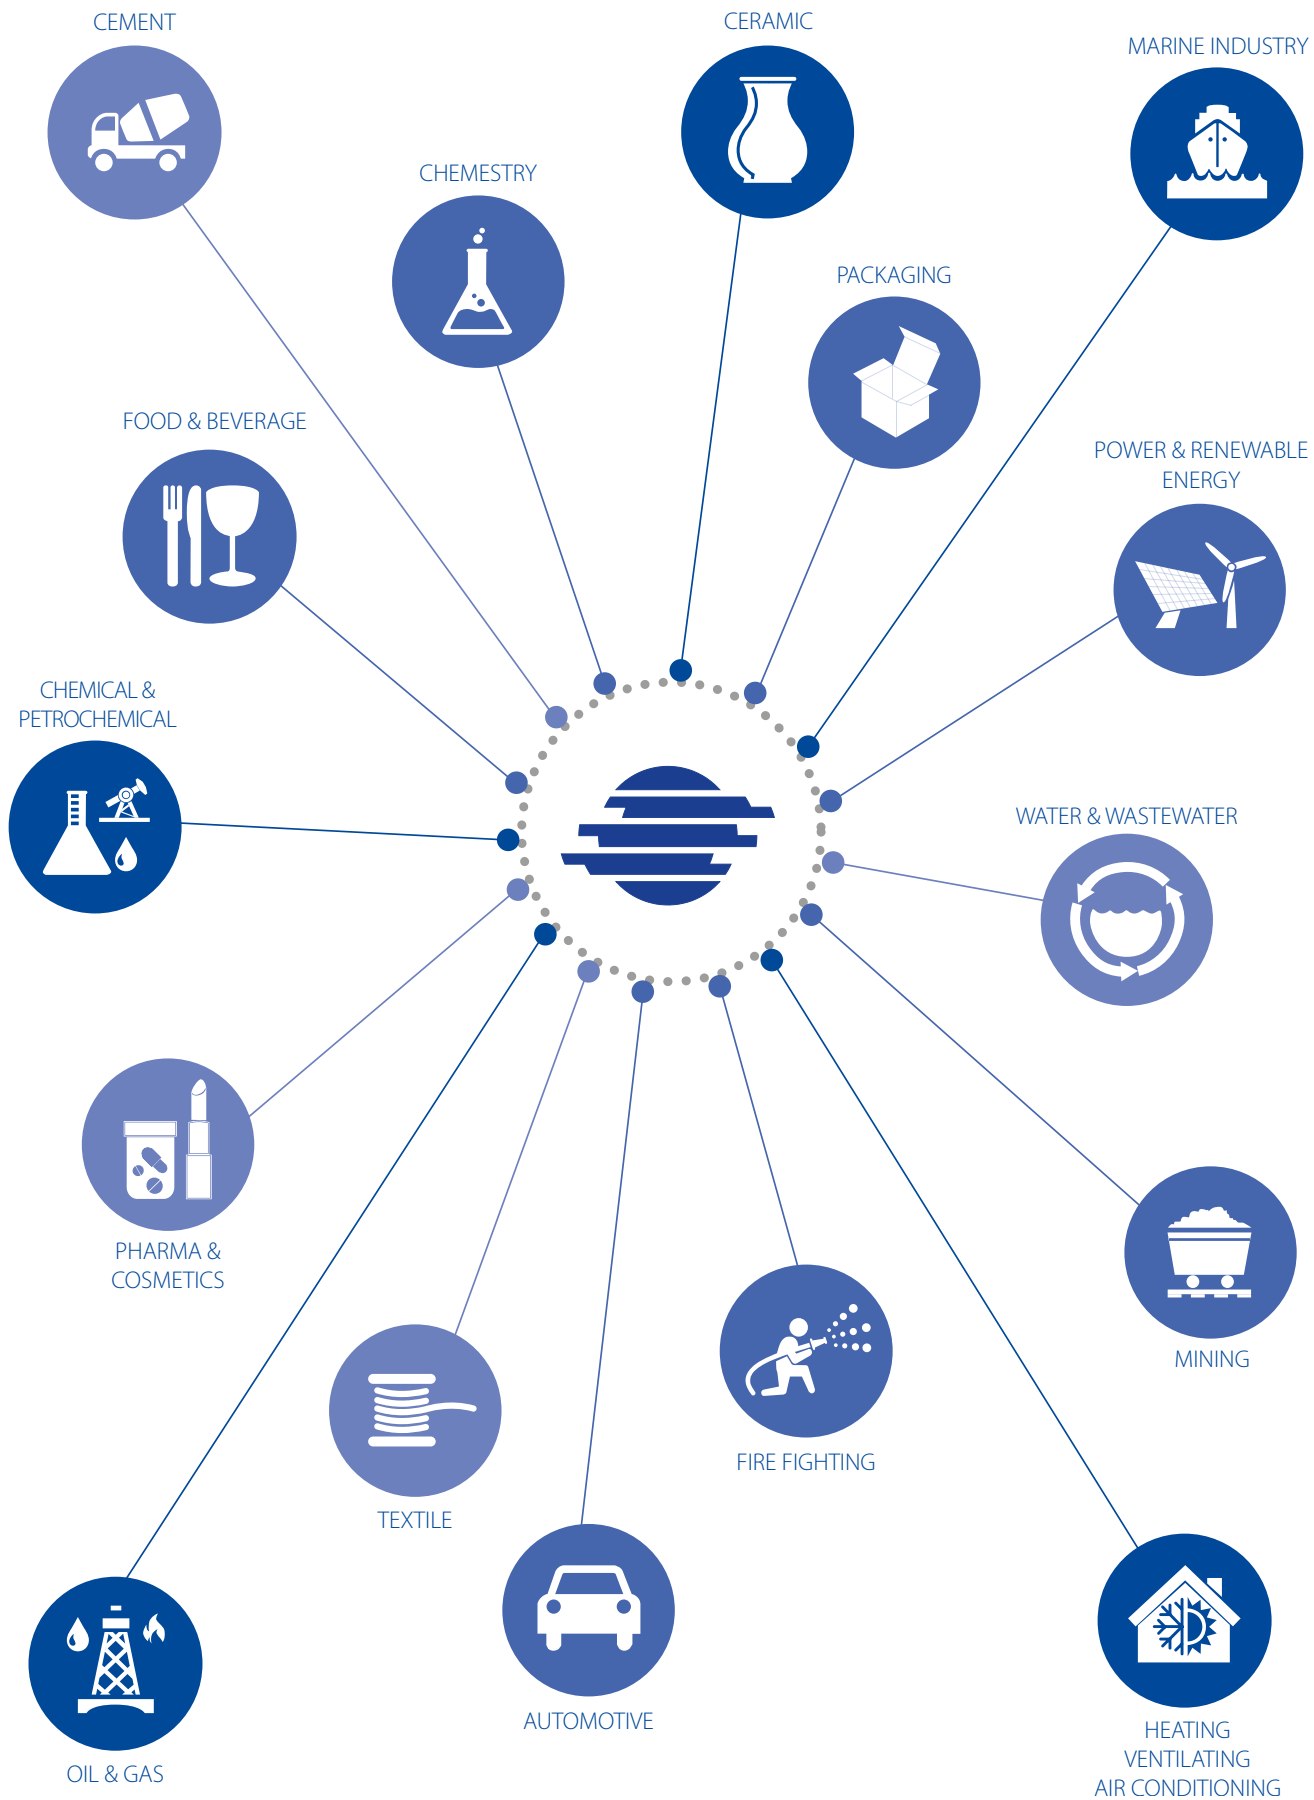 CEMENT
CERAMIC
MARINE INDUSTRY
CHEMESTRY
PACKAGING
FOOD & BEVERAGE
POWER & RENEWABLE
ENERGY
CHEMICAL &
PETROCHEMICAL
WATER & WASTEWATER
PHARMA &
COSMETICS
MINING
FIRE FIGHTING
TEXTILE
AUTOMOTIVE
OIL & GAS
HEATING
VENTILATING
AIR CONDITIONING